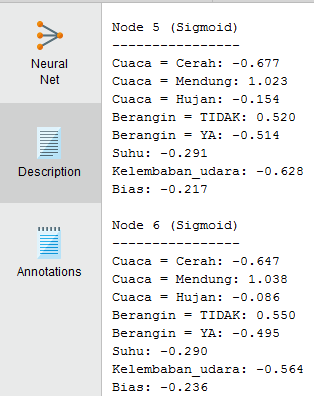 Neural
Net
Description
Annotations
Node 5 (Sigmoid)
----------------
Cuaca = Cerah: -0.677
Cuaca = Mendung: 1.023
Cuaca = Hujan: -0.154
Berangin = TIDAK: 0.520
Berangin = YA: -0.514
Suhu: -0.291
Kelembaban_udara: -0.628
Bias: -0.217
Node 6 (Sigmoid)
----------------
Cuaca = Cerah: -0.647
Cuaca = Mendung: 1.038
Cuaca = Hujan: -0.086
Berangin = TIDAK: 0.550
Berangin = YA: -0.495
Suhu: -0.290
Kelembaban_udara: -0.564
Bias: -0.236